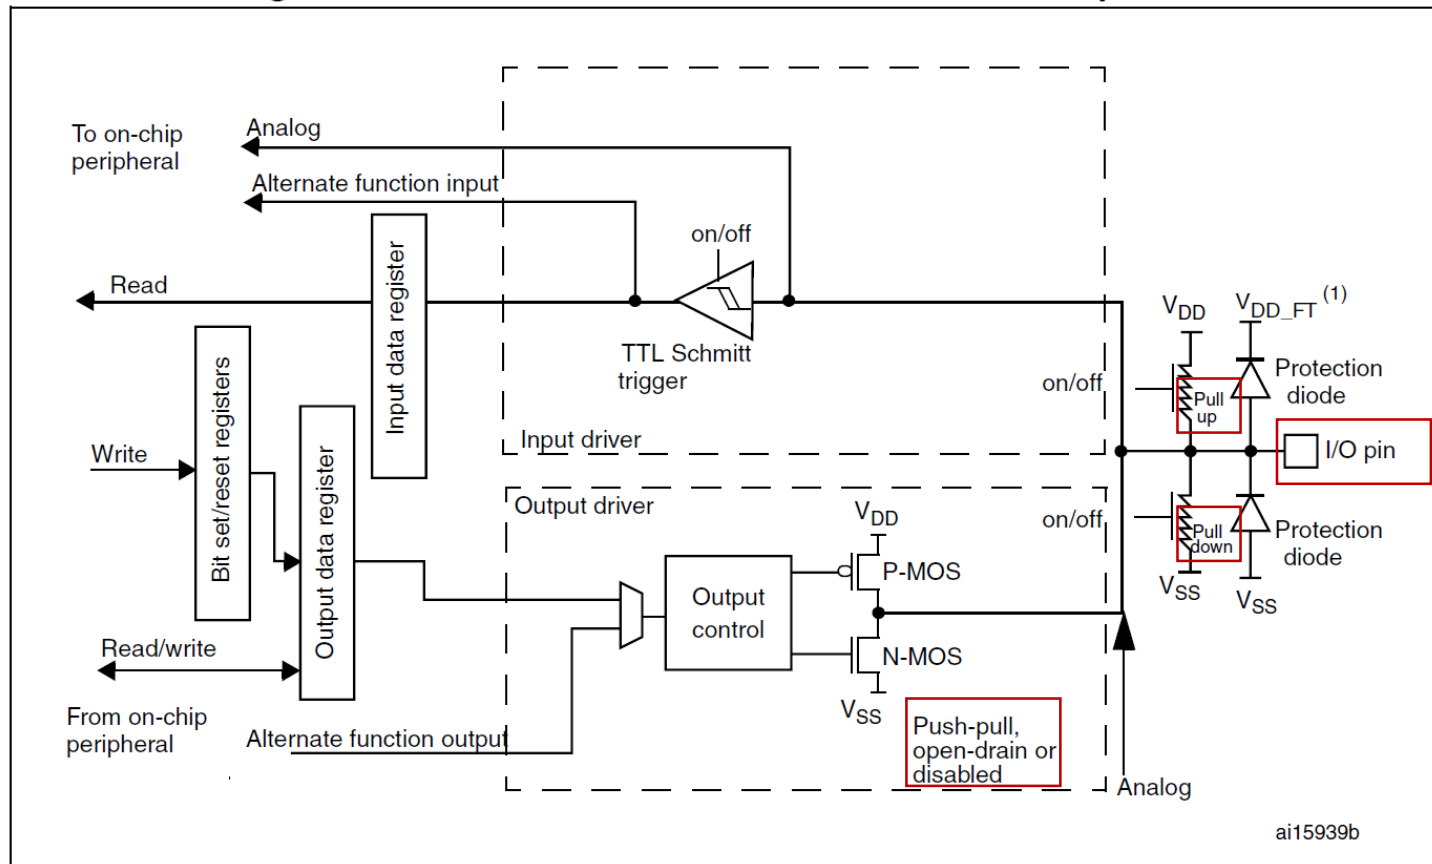 To on-chip
peripheral
Analog
Alternate function input
on/off
Read
Input data register
TTL Schmitt
trigger
Input driver
VDD
VDD_FT (1)
on/off
Pull
up
Protection
diode
I/O pin
Bit set/reset registers
Write
Output data register
Output driver
VDD
on/off
Pull
down
Protection
diode
P-MOS
VSS
VSS
Output
control
Read/write
N-MOS
VSS
From on-chip
peripheral
Alternate function output
Push-pull,
open-drain or
disabled
Analog
ai15939b